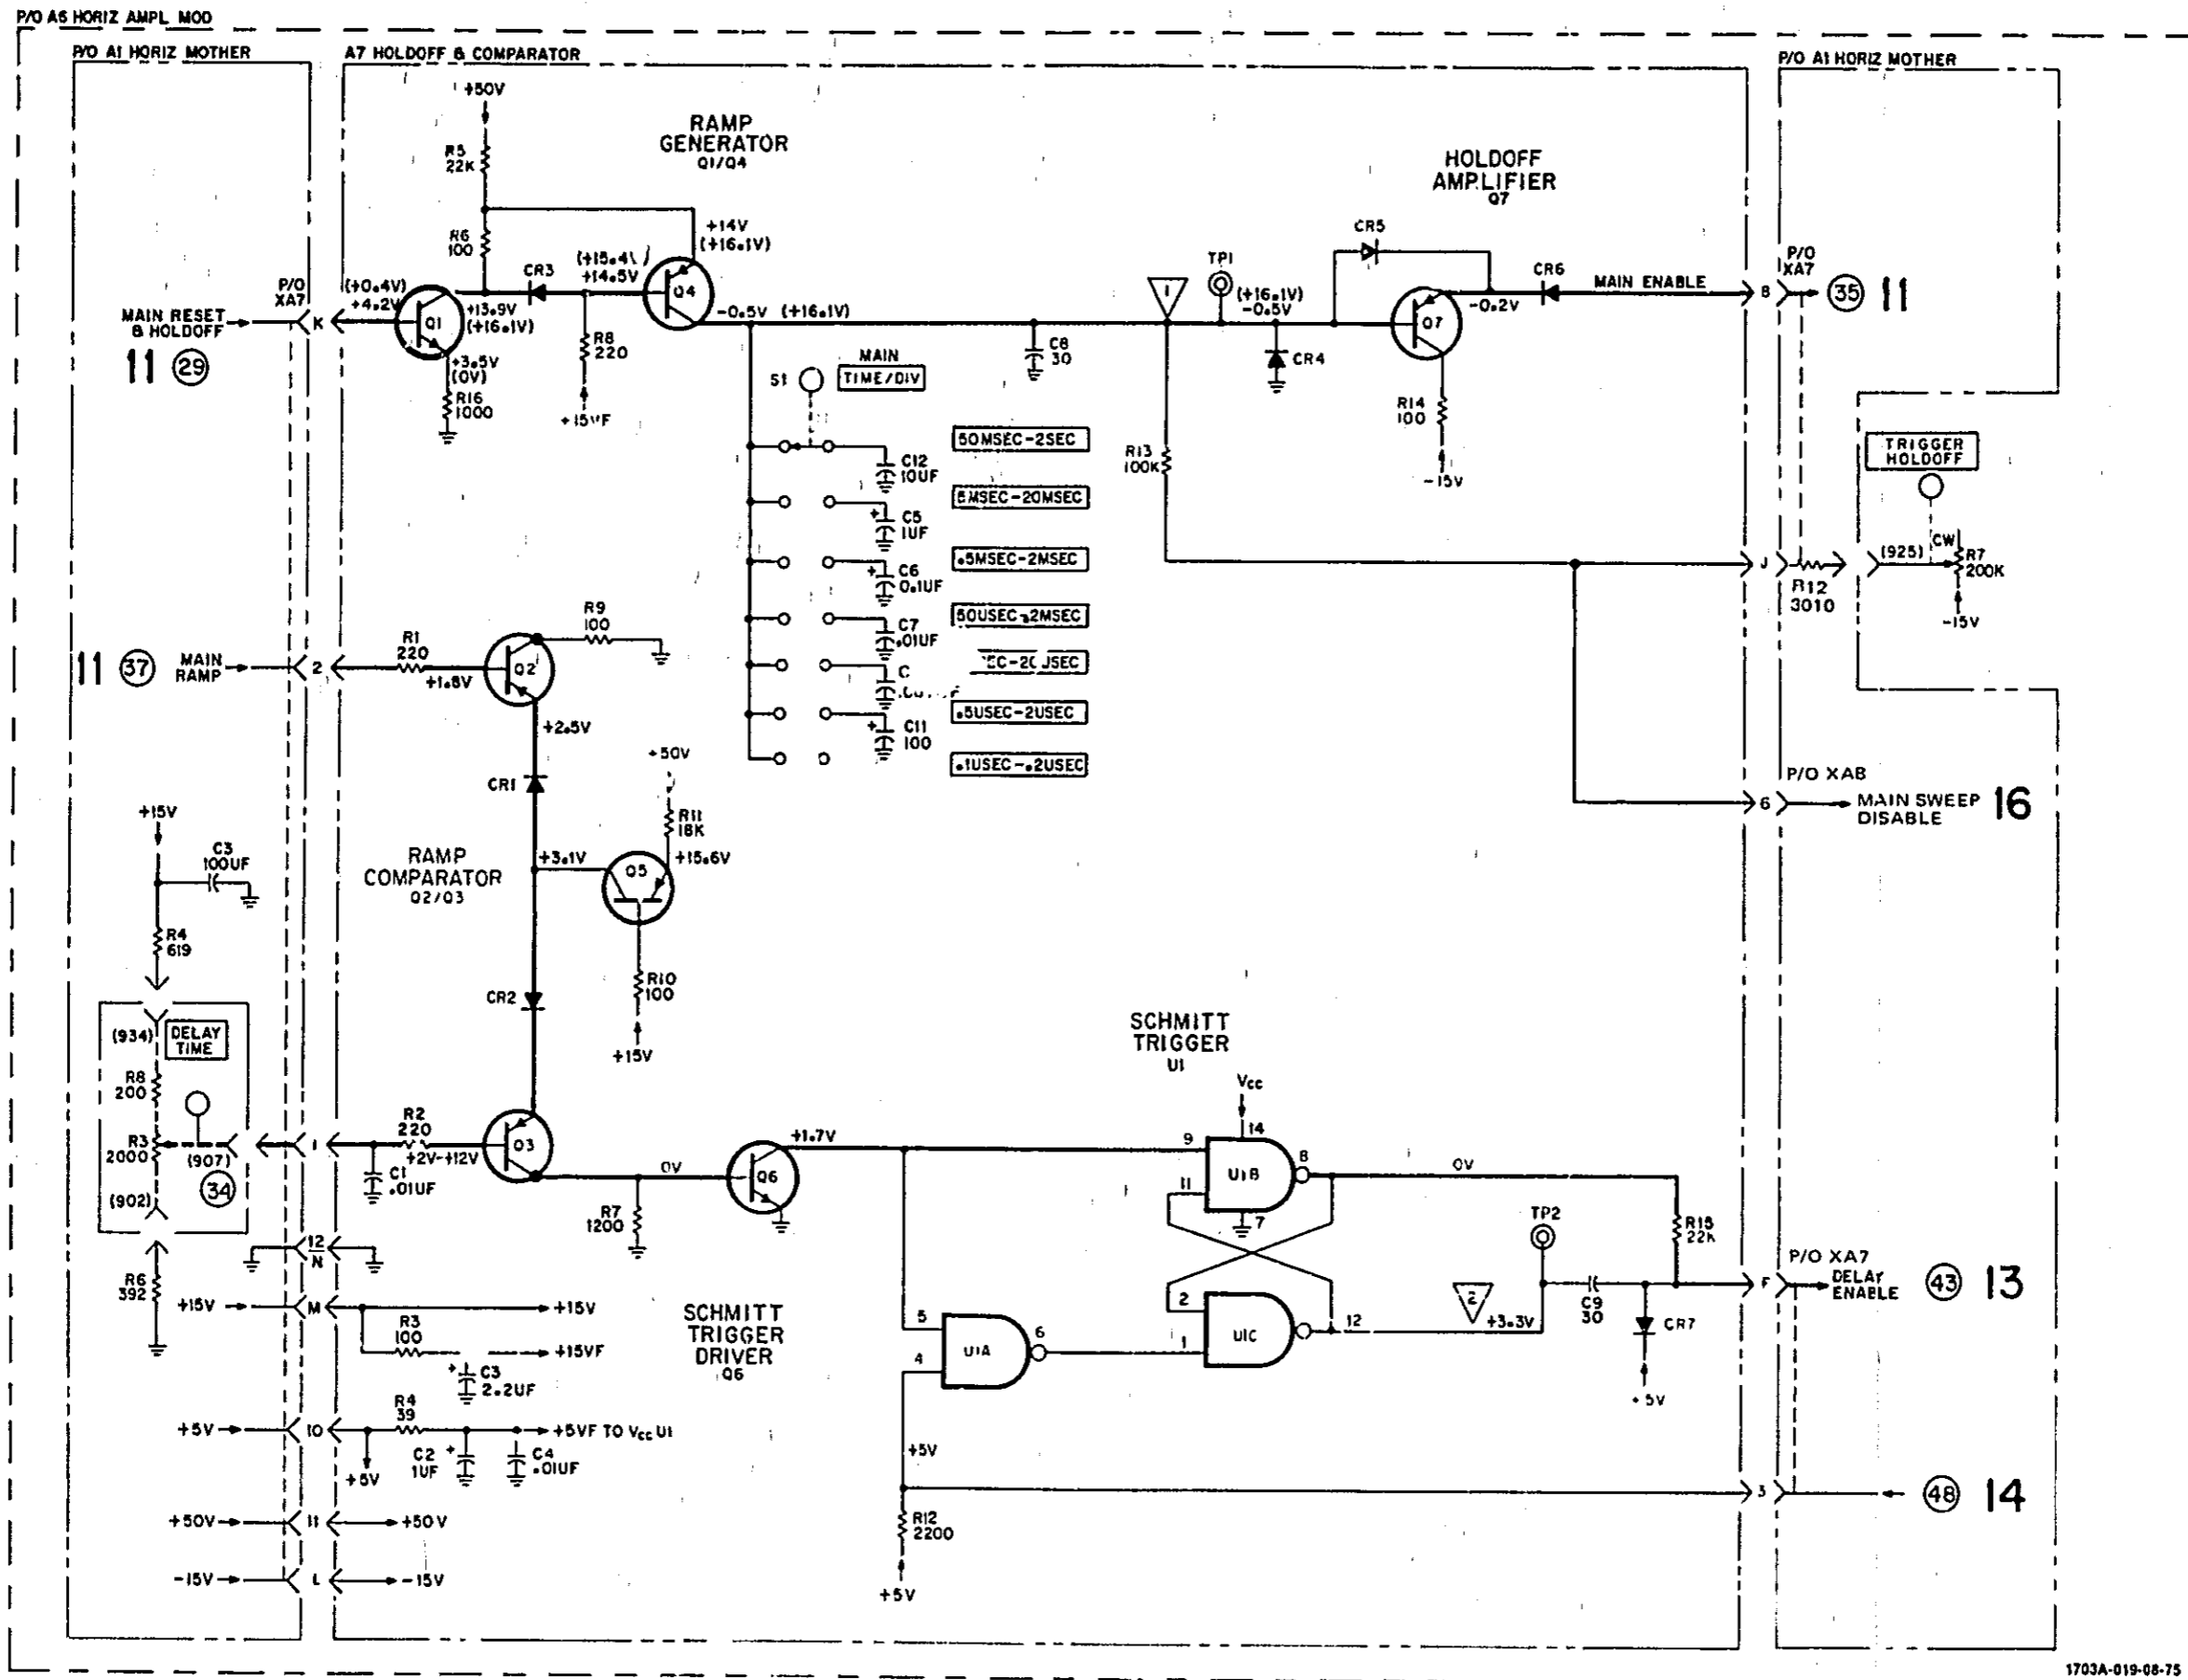 P/O A6 HORIZ AMPL MOD
P/O A1 HORIZ MOTHER
A7 HOLDOFF & COMPARATOR
P/O A1 HORIZ MOTHER
+50V
R5
22K
RAMP
GENERATOR
Q1/Q4
HOLDOFF
AMPLIFIER
Q7
R6
100
+14V
(+16.1V)
CR3
(+15.4V)
+14.5V
Q4
CR5
TP1
CR6
MAIN ENABLE
8
P/O
XA7
35
11
MAIN RESET
& HOLDOFF
11
29
P/O
XA7
K
(+0.4V)
+4.2V
Q1
+13.9V
(+16.1V)
-0.5V (+16.1V)
1
(+16.1V)
-0.5V
-0.2V
Q7
+3.5V
(0V)
R16
1000
R8
220
+15VF
C8
30
CR4
S1
MAIN
TIME/DIV
R14
100
-15V
R13
100K
50MSEC-2SEC
C12
10UF
5MSEC-20MSEC
C5
1UF
.5MSEC-2MSEC
C6
0.1UF
50USEC-.2MSEC
C7
.01UF
C
.5USEC-2USEC
C11
100
.1USEC-.2USEC
TRIGGER
HOLDOFF
J
R12
3010
(925)
CW
R7
200K
-15V
P/O XA8
6
MAIN SWEEP
DISABLE
16
11
37
MAIN
RAMP
2
R1
220
+1.8V
Q2
R9
100
+2.5V
CR1
+50V
R11
18K
+15.6V
+3.1V
Q5
RAMP
COMPARATOR
Q2/Q3
R10
100
+15V
CR2
+15V
C3
100UF
R4
619
(934)
DELAY
TIME
R8
200
R3
2000
(907)
34
(902)
R6
392
1
C1
.01UF
R2
220
+2V-+12V
Q3
0V
R7
1200
Q6
+1.7V
SCHMITT
TRIGGER
U1
Vcc
14
9
U1B
8
11
7
0V
R15
22K
TP2
2
+3.3V
C9
30
CR7
+5V
F
P/O XA7
DELAY
ENABLE
43
13
2
U1C
12
1
5
U1A
6
4
+5V
R12
2200
+5V
3
48
14
12
N
+15V
M
+15V
R3
100
+15VF
C3
2.2UF
+5V
10
+5V
R4
39
C2
1UF
C4
.01UF
+5VF TO Vcc U1
+50V
11
+50V
-15V
L
-15V
SCHMITT
TRIGGER
DRIVER
Q6
1703A-019-08-75